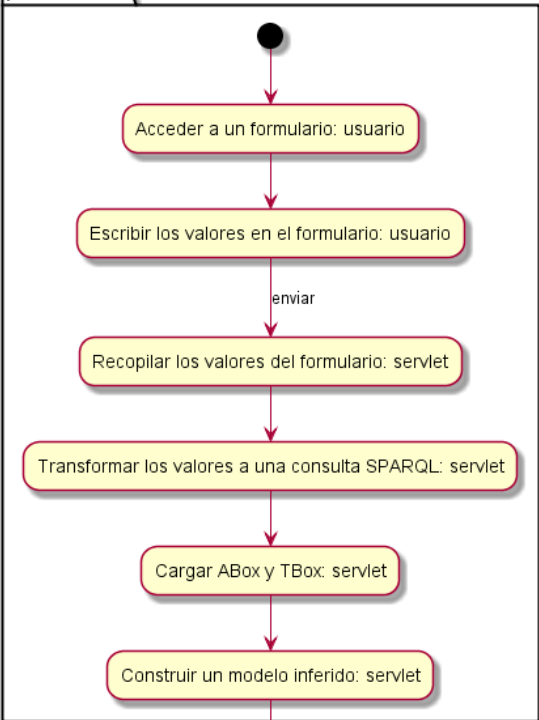 Acceder a un formulario: usuario
Escribir los valores en el formulario: usuario
enviar
Recopilar los valores del formulario: servlet
Transformar los valores a una consulta SPARQL: servlet
Cargar ABox y TBox: servlet
Construir un modelo inferido: servlet